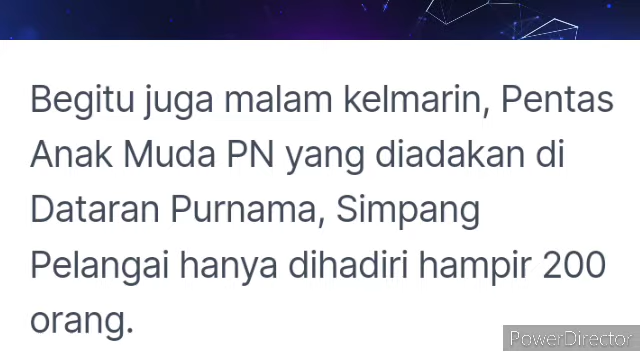 Begitu juga malam kelmarin, Pentas
Anak Muda PN yang diadakan di
Dataran Purnama, Simpang
Pelangai hanya dihadiri hampir 200
orang.
PowerDirector